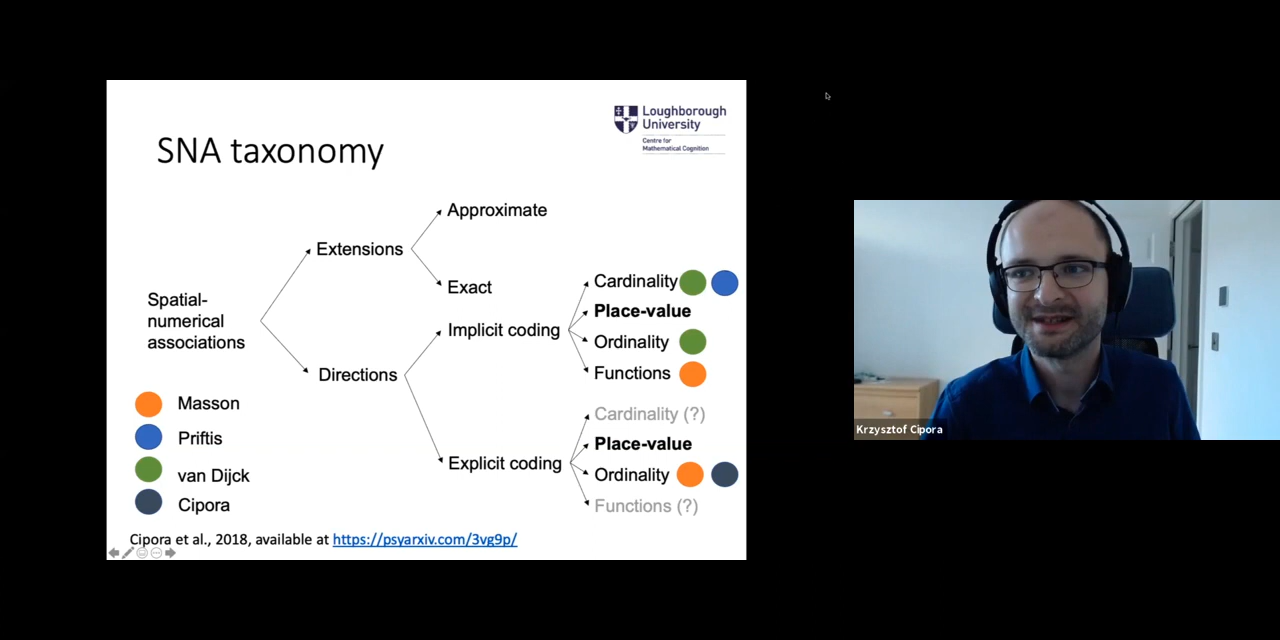 Loughborough
University
Centre for
Mathematical Cognition
SNA taxonomy
Approximate
Extensions
Exact
Spatial-
numerical
associations
Directions
Implicit coding
Cardinality
Place-value
Ordinality
Functions
Explicit coding
Cardinality (?)
Place-value
Ordinality
Functions (?)
Masson
Priftis
van Dijck
Cipora
Cipora et al., 2018, available at https://psyarxiv.com/3vg9p/
Krzysztof Cipora